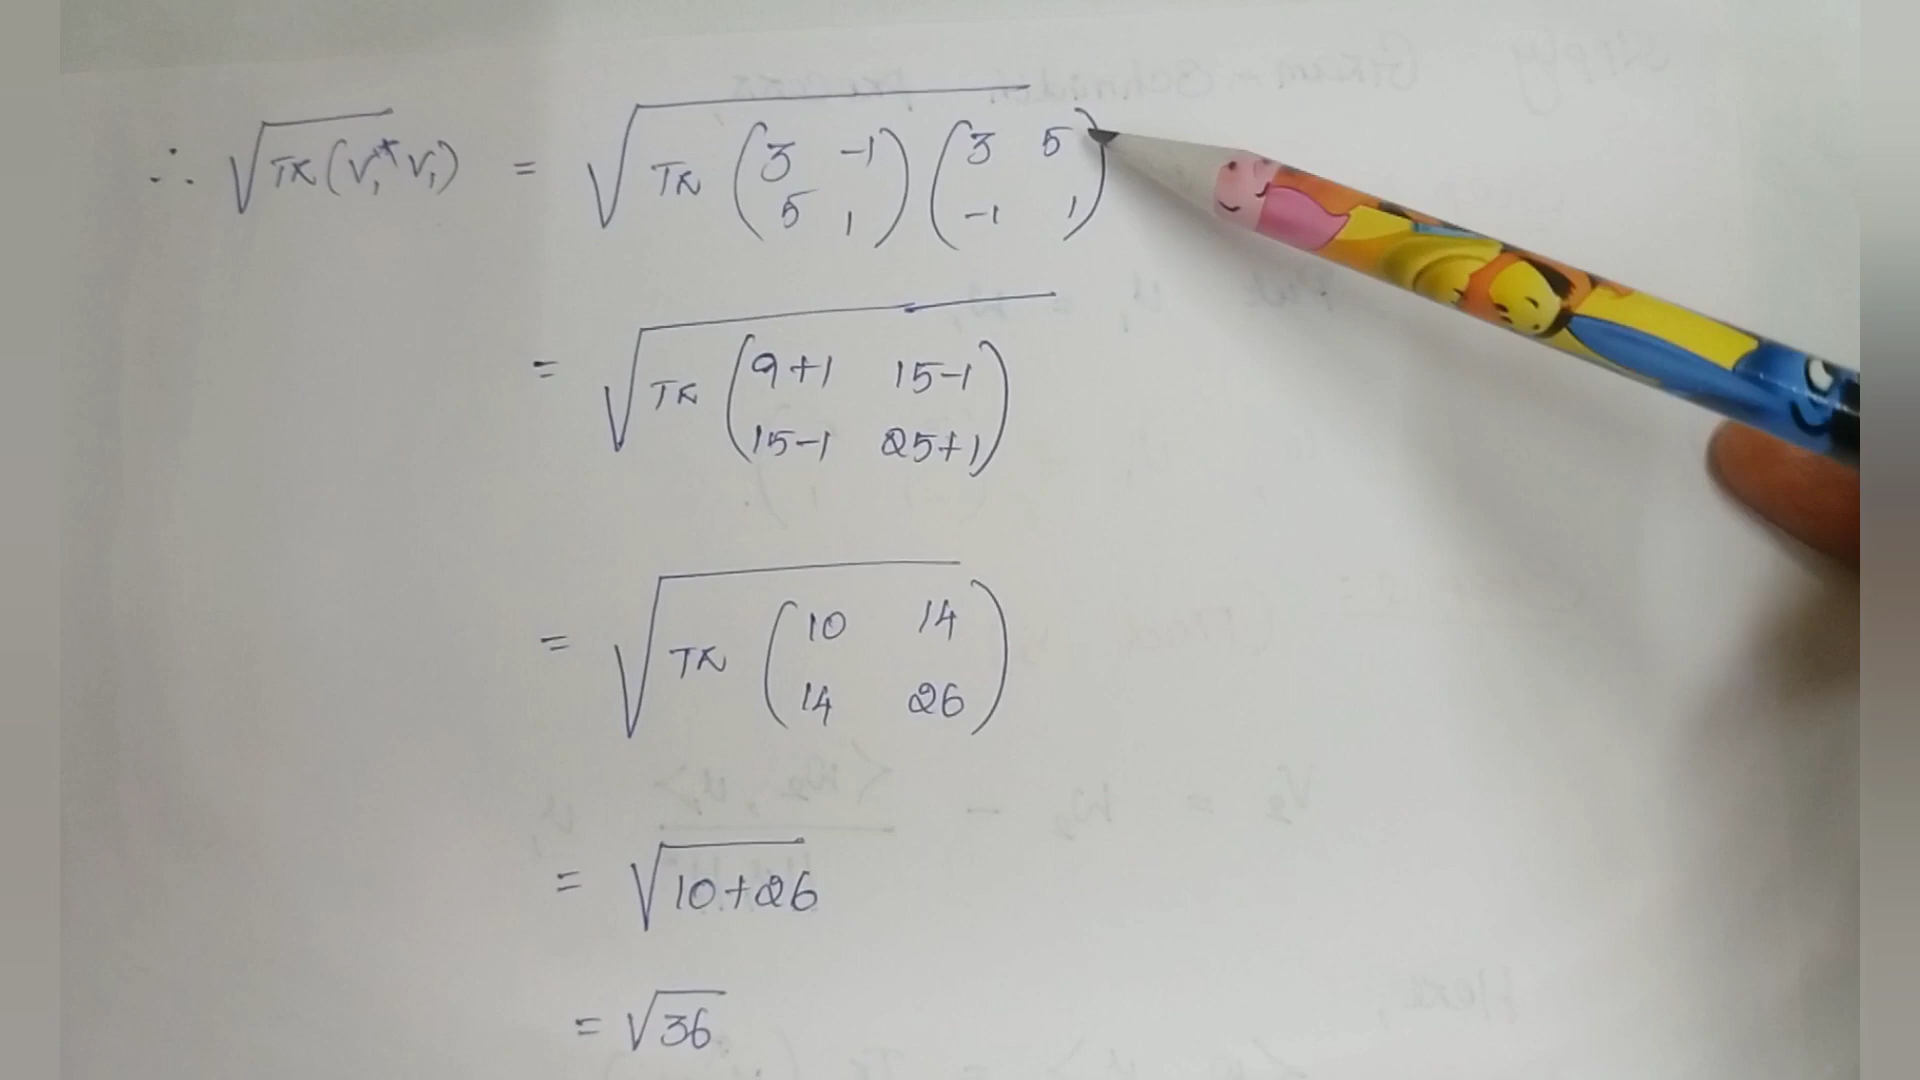 ∴ √Tr(V₁* V₁) = √Tr (3 -1
5 1) (3 5
-1 1)
= √Tr (9+1 15-1
15-1 25+1)
= √Tr (10 14
14 26)
= √10+26
= √36